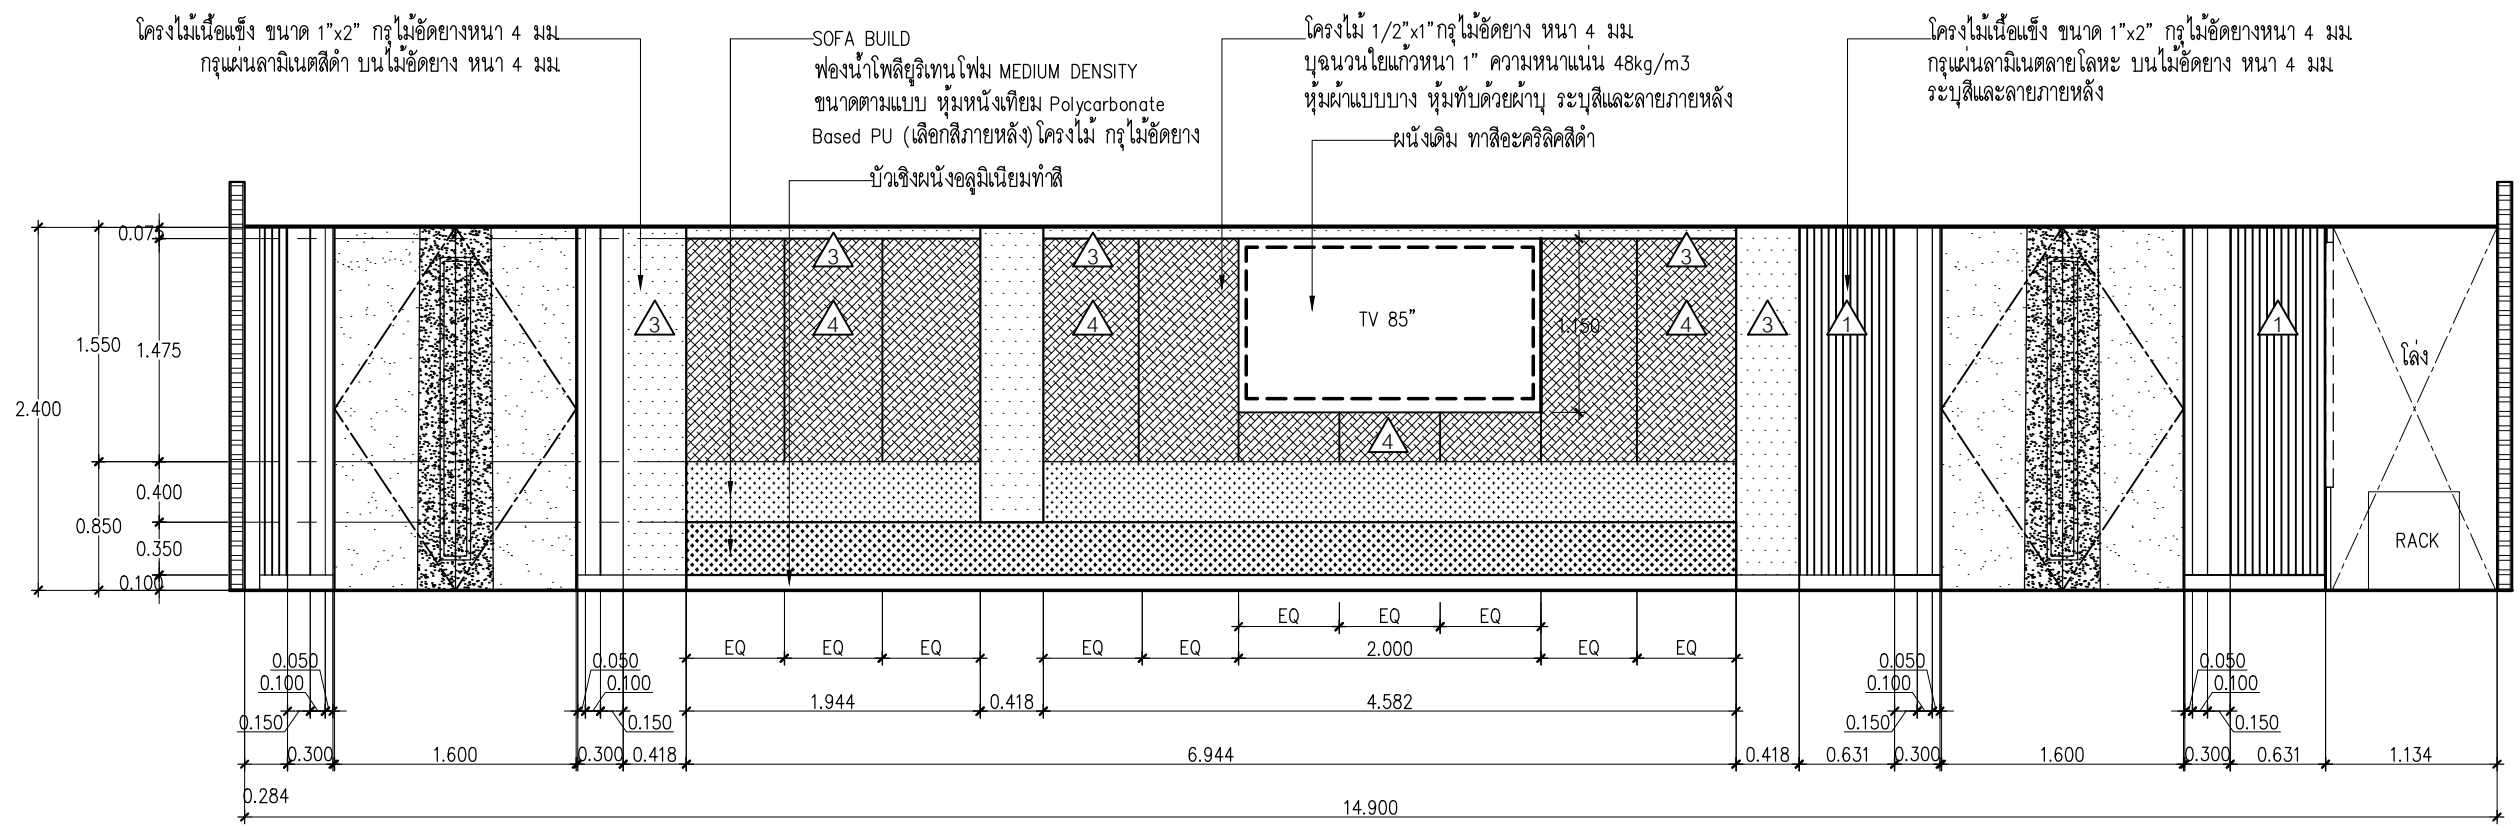 โครงไม้เนื้อแข็ง ขนาด 1"x2" กรุไม้อัดยางหนา 4 มม.
กรุแผ่นลามิเนตสีดำ บนไม้อัดยาง หนา 4 มม.
SOFA BUILD
ฟองน้ำโพลียูริเทนโฟม MEDIUM DENSITY
ขนาดตามแบบ หุ้มหนังเทียม Polycarbonate
Based PU (เลือกสีภายหลัง) โครงไม้ กรุไม้อัดยาง
บัวเชิงผนังอลูมิเนียมทำสี
โครงไม้ 1/2"x1" กรุไม้อัดยาง หนา 4 มม.
บุฉนวนใยแก้วหนา 1" ความหนาแน่น 48kg/m3
หุ้มผ้าแบบบาง หุ้มทับด้วยผ้าบุ ระบุสีและลายภายหลัง
ผนังเดิม ทาสีอะคริลิคสีดำ
โครงไม้เนื้อแข็ง ขนาด 1"x2" กรุไม้อัดยางหนา 4 มม.
กรุแผ่นลามิเนตลายโลหะ บนไม้อัดยาง หนา 4 มม.
ระบุสีและลายภายหลัง
0.075
3 3 3
3 4 4 4 3 1 1
TV 85"
1.150
1.550 1.475
โล่ง
2.400
4
0.400
0.850
0.350
RACK
0.100
EQ EQ EQ
EQ EQ EQ EQ EQ 2.000 EQ EQ
0.050 0.050 0.050 0.050
0.100 0.100 0.100 0.100
0.150 1.944 0.418 4.582 0.150 0.150 0.150
0.300 1.600 0.300 0.418 6.944 0.418 0.631 0.300 1.600 0.300 0.631 1.134
0.284
14.900